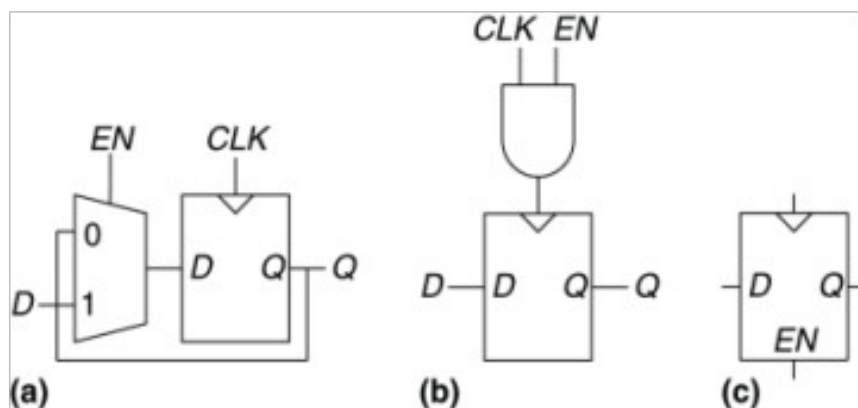 CLK EN
EN CLK
0
D Q Q
D 1
D D Q Q
D Q
EN
(a) (b) (c)